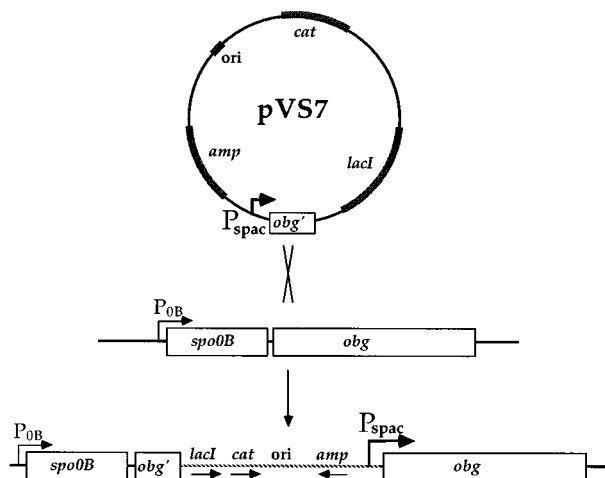 cat
ori
pVS7
amp
lacI
Pspac
obg′
P0B
spo0B obg
P0B lacI cat ori amp Pspac
spo0B obg′ obg